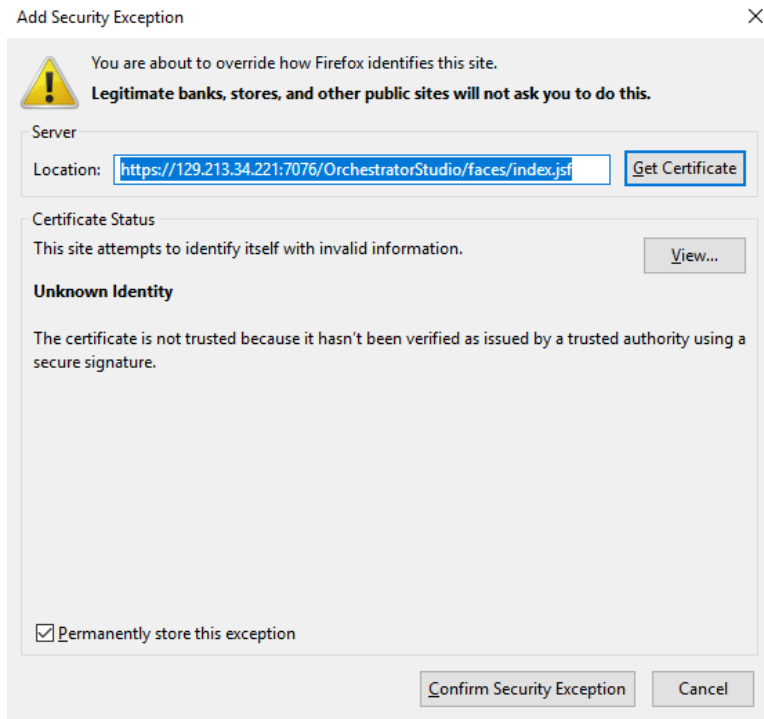 Add Security Exception
You are about to override how Firefox identifies this site.
Legitimate banks, stores, and other public sites will not ask you to do this.
Server
Location: https://129.213.34.221:7076/OrchestratorStudio/faces/index.jsf Get Certificate
Certificate Status
This site attempts to identify itself with invalid information.
View...
Unknown Identity
The certificate is not trusted because it hasn't been verified as issued by a trusted authority using a
secure signature.
Permanently store this exception
Confirm Security Exception Cancel